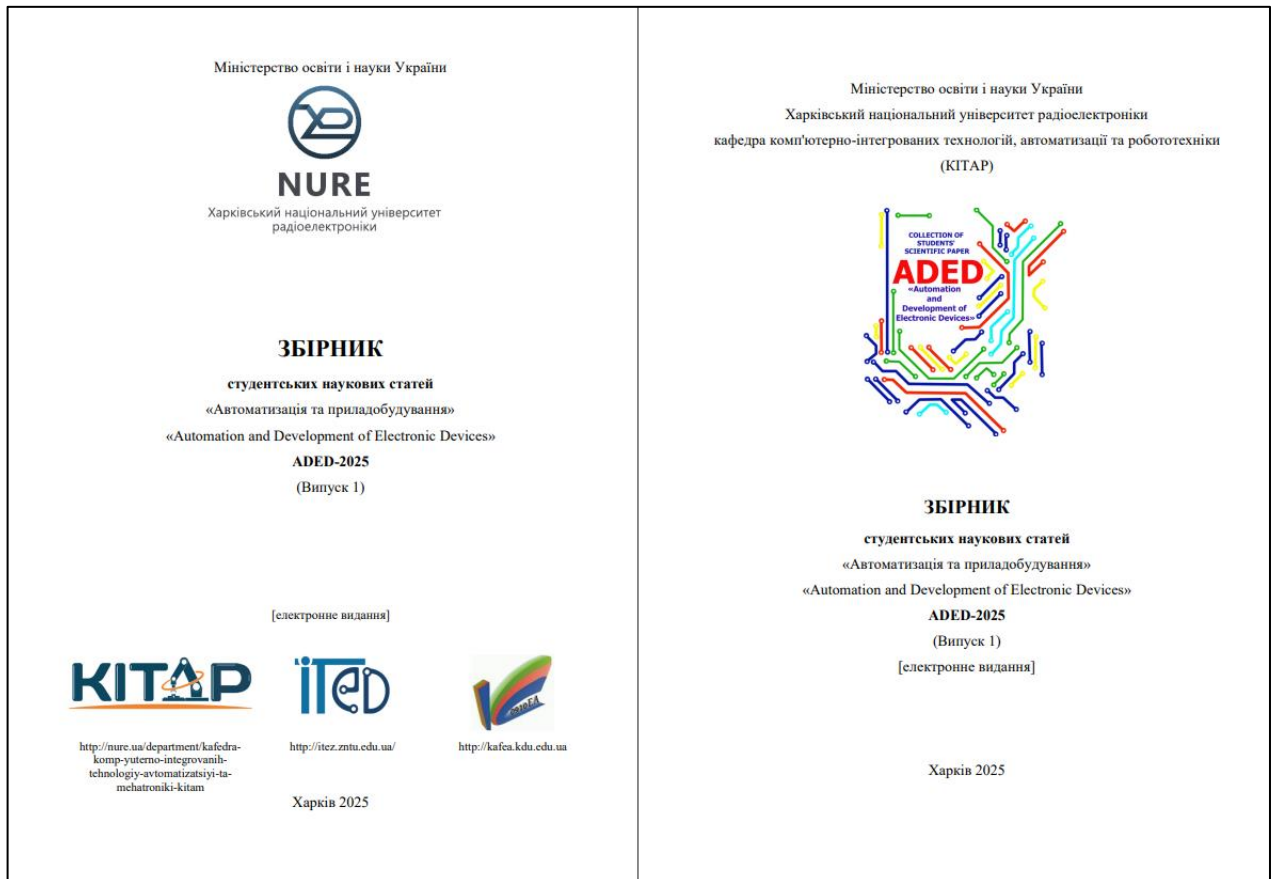 Міністерство освіти і науки України
NURE
Харківський національний університет
радіоелектроніки
ЗБІРНИК
студентських наукових статей
«Автоматизація та приладобудування»
«Automation and Development of Electronic Devices»
ADED-2025
(Випуск 1)
[електронне видання]
КІТАР
iTED
http://nure.ua/department/kafedra-
komp-yuterno-integrovanih-
tehnologiy-avtomatizatsiyi-ta-
mehatroniki-kitam
http://itez.zntu.edu.ua/
http://kafea.kdu.edu.ua
Харків 2025
Міністерство освіти і науки України
Харківський національний університет радіоелектроніки
кафедра комп'ютерно-інтегрованих технологій, автоматизації та робототехніки
(КІТАР)
COLLECTION OF
STUDENTS'
SCIENTIFIC PAPER
ADED
«Automation
and
Development of
Electronic Devices»
ЗБІРНИК
студентських наукових статей
«Автоматизація та приладобудування»
«Automation and Development of Electronic Devices»
ADED-2025
(Випуск 1)
[електронне видання]
Харків 2025